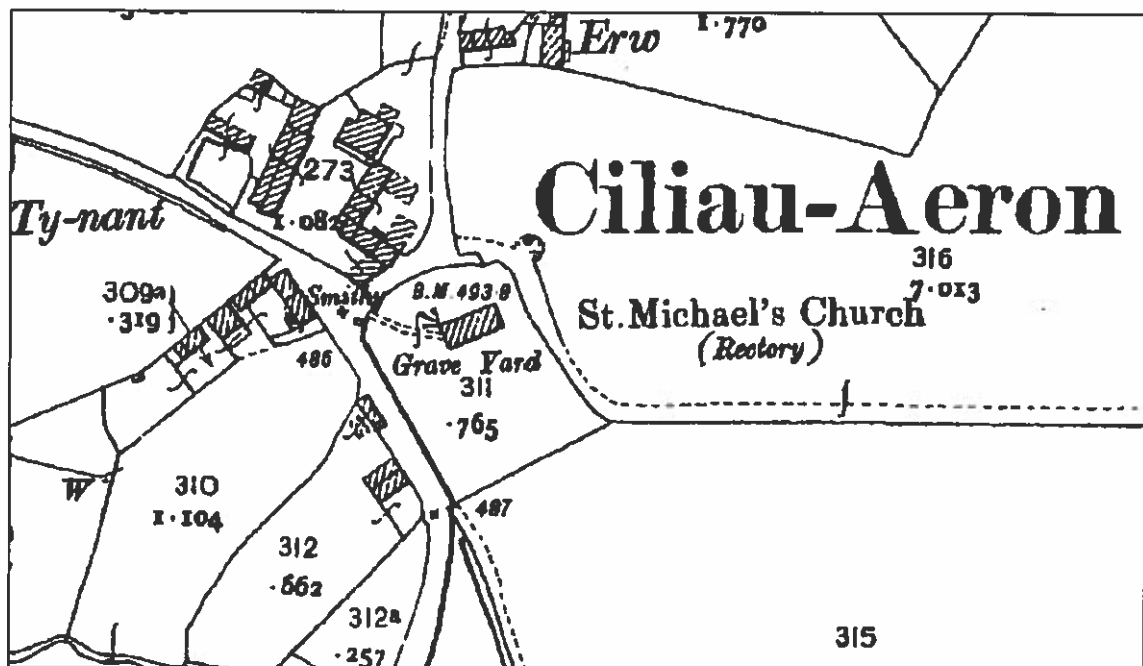 Erw
1·770
273
1·082
Ciliau-Aeron
316
7·013
Ty-nant
309a
·319
Smithy
B.M. 493·8
St. Michael's Church
(Rectory)
Grave Yard
311
·765
485
310
1·104
W
487
312
·662
312a
·257
315